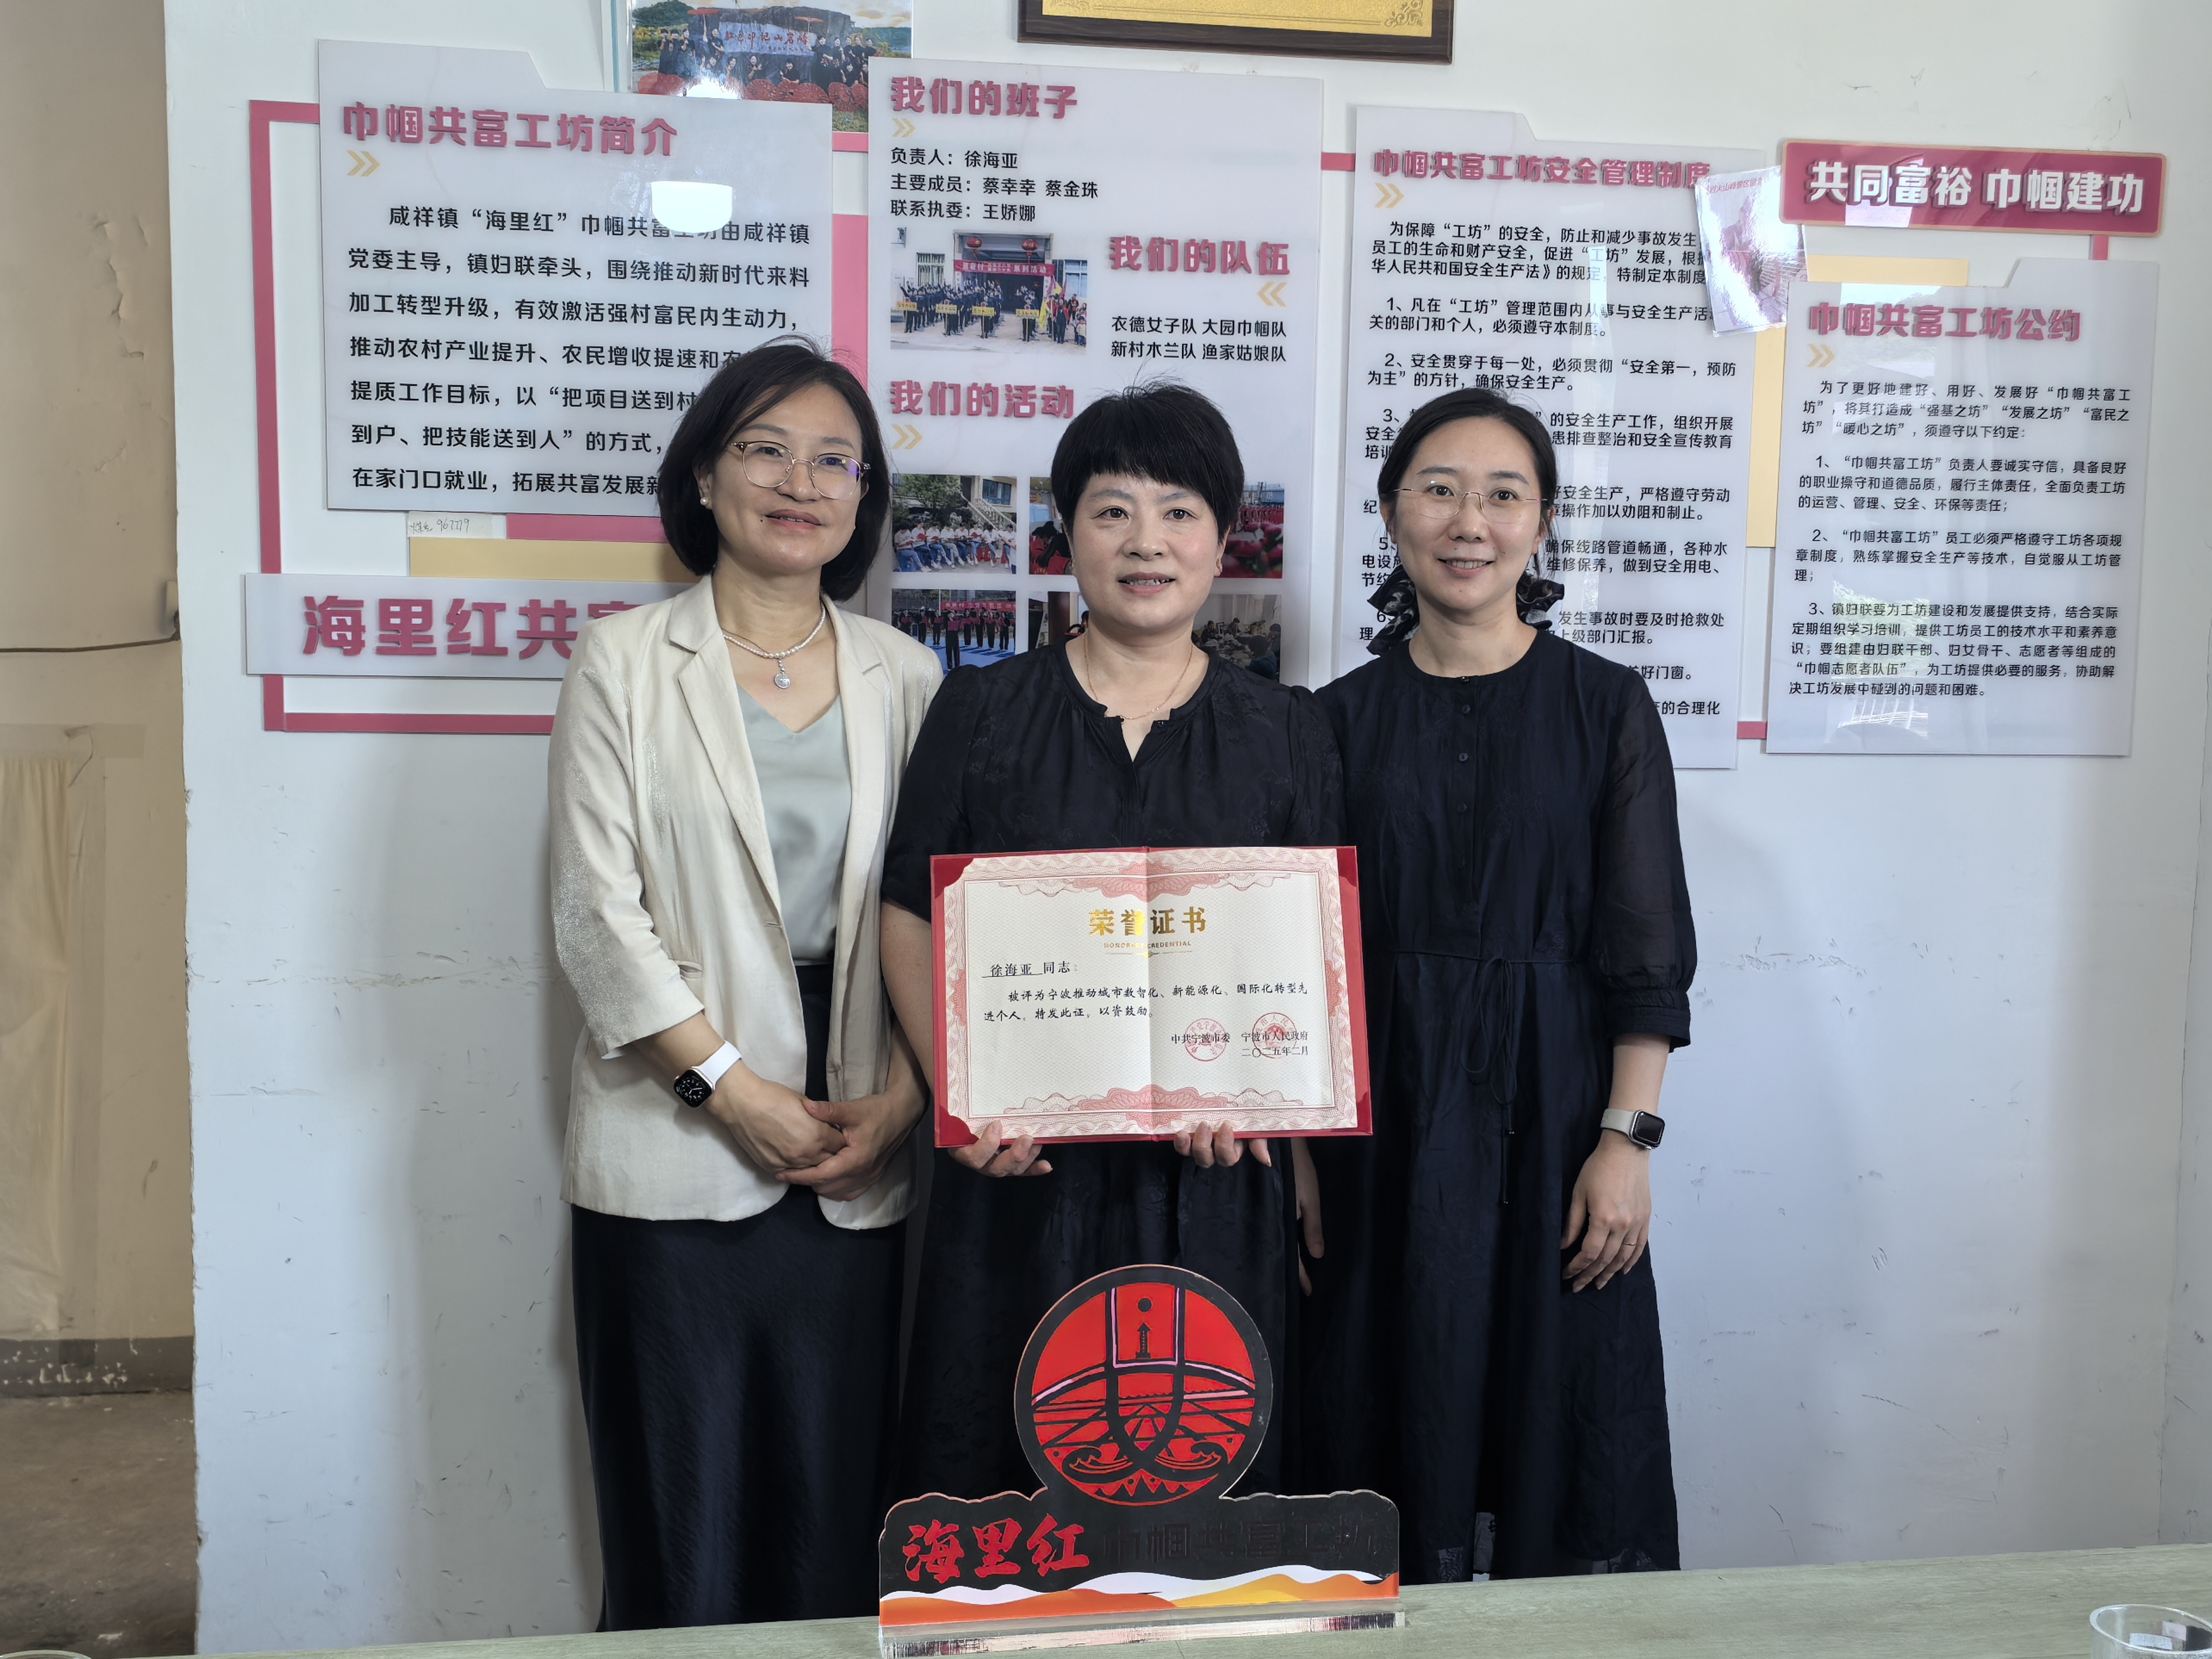 巾帼共富工坊简介
咸祥镇“海里红”巾帼共富工坊由咸祥镇
党委主导，镇妇联牵头，围绕推动新时代来料
加工转型升级，有效激活强村富民内生动力，
推动农村产业提升、农民增收提速和农
提质工作目标，以“把项目送到村
到户、把技能送到人”的方式，
在家门口就业，拓展共富发展新
967779
海里红共富
我们的班子
负责人：徐海亚
主要成员：蔡幸幸 蔡金珠
联系执委：王娇娜
我们的队伍
衣德女子队 大园巾帼队
新村木兰队 渔家姑娘队
我们的活动
巾帼共富工坊安全管理制度
为保障“工坊”的安全，防止和减少事故发生
员工的生命和财产安全，促进“工坊”发展，根据
华人民共和国安全生产法》的规定，特制定本制度
1、凡在“工坊”管理范围内从事与安全生产活动
关的部门和个人，必须遵守本制度。
2、安全贯穿于每一处，必须贯彻“安全第一，预防
为主”的方针，确保安全生产。
3、
”的安全生产工作，组织开展
安全
患排查整治和安全宣传教育
培训
好安全生产，严格遵守劳动
纪
章操作加以劝阻和制止。
5、
确保线路管道畅通，各种水
电设施
、维修保养，做到安全用电、
节约
6、
发生事故时要及时抢救处
理
上级部门汇报。
关好门窗。
的合理化
共同富裕 巾帼建功
巾帼共富工坊公约
为了更好地建好、用好、发展好“巾帼共富工
坊”，将其打造成“强基之坊”“发展之坊”“富民之
坊”“暖心之坊”，须遵守以下约定：
1、“巾帼共富工坊”负责人要诚实守信，具备良好
的职业操守和道德品质，履行主体责任，全面负责工坊
的运营、管理、安全、环保等责任；
2、“巾帼共富工坊”员工必须严格遵守工坊各项规
章制度，熟练掌握安全生产等技术，自觉服从工坊管
理；
3、镇妇联要为工坊建设和发展提供支持，结合实际
定期组织学习培训，提供工坊员工的技术水平和素养意
识；要组建由妇联干部、妇女骨干、志愿者等组成的
“巾帼志愿者队伍”，为工坊提供必要的服务，协助解
决工坊发展中碰到的问题和困难。
荣誉证书
HONORARY CREDENTIAL
徐海亚 同志：
被评为宁波推动城市数智化、新能源化、国际化转型先
进个人，特发此证，以资鼓励。
中共宁波市委 宁波市人民政府
二〇二五年二月
海里红巾帼共富工坊